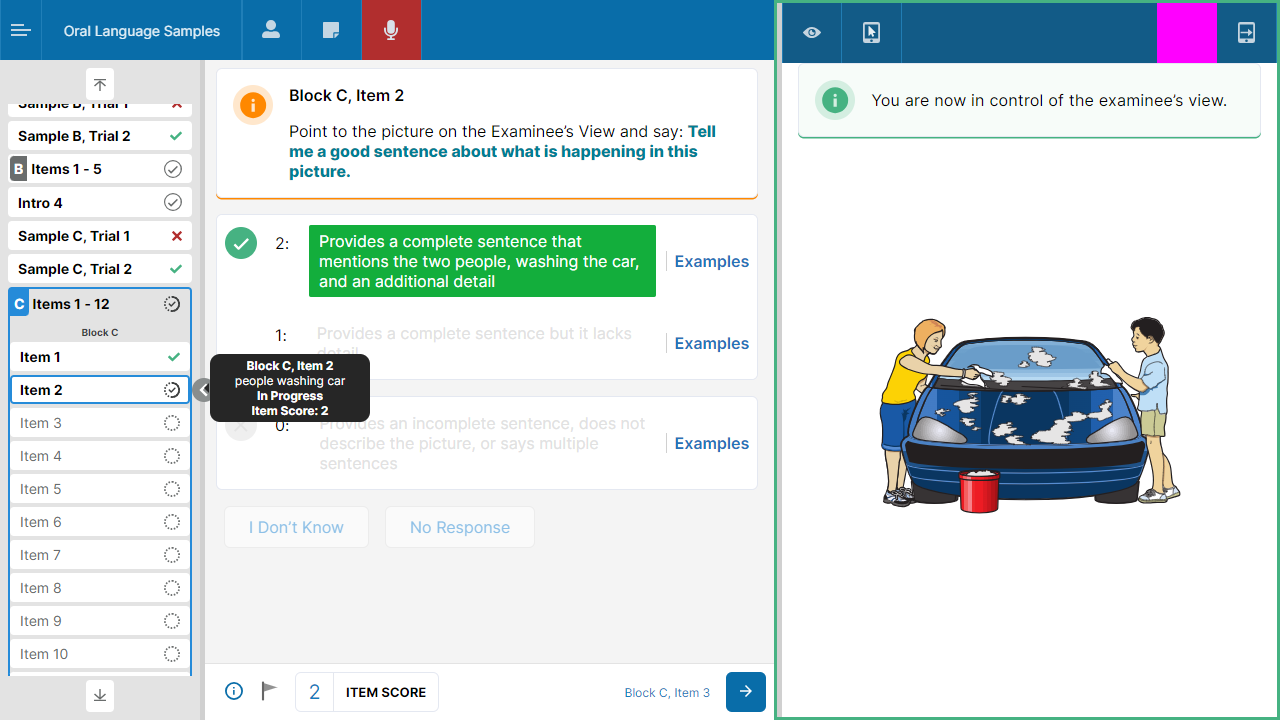 Oral Language Samples
Sample B, Trial 1
Sample B, Trial 2
B Items 1 - 5
Intro 4
Sample C, Trial 1
Sample C, Trial 2
C Items 1 - 12
Block C
Item 1
Item 2
Item 3
Item 4
Item 5
Item 6
Item 7
Item 8
Item 9
Item 10
Block C, Item 2
Point to the picture on the Examinee’s View and say: Tell
me a good sentence about what is happening in this
picture.
2:
Provides a complete sentence that
mentions the two people, washing the car,
and an additional detail
Examples
1:
Provides a complete sentence but it lacks
detail
Examples
Block C, Item 2
people washing car
In Progress
Item Score: 2
0:
Provides an incomplete sentence, does not
describe the picture, or says multiple
sentences
Examples
I Don’t Know
No Response
2 ITEM SCORE
Block C, Item 3
You are now in control of the examinee’s view.